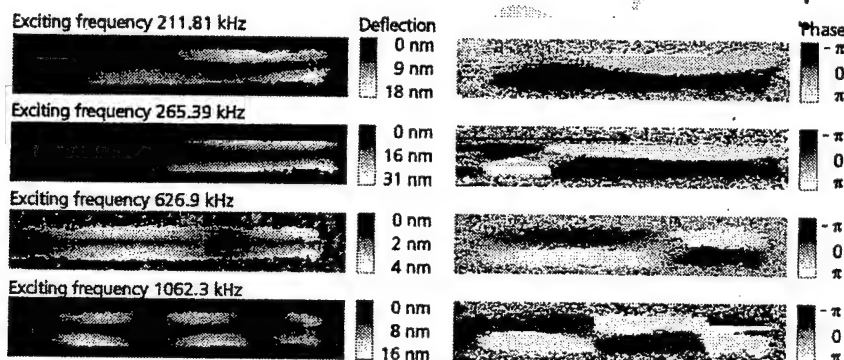 Exciting frequency 211.81 kHz
Deflection
0 nm
9 nm
18 nm
Phase
- π
0
π
Exciting frequency 265.39 kHz
0 nm
16 nm
31 nm
- π
0
π
Exciting frequency 626.9 kHz
0 nm
2 nm
4 nm
- π
0
π
Exciting frequency 1062.3 kHz
0 nm
8 nm
16 nm
- π
0
π